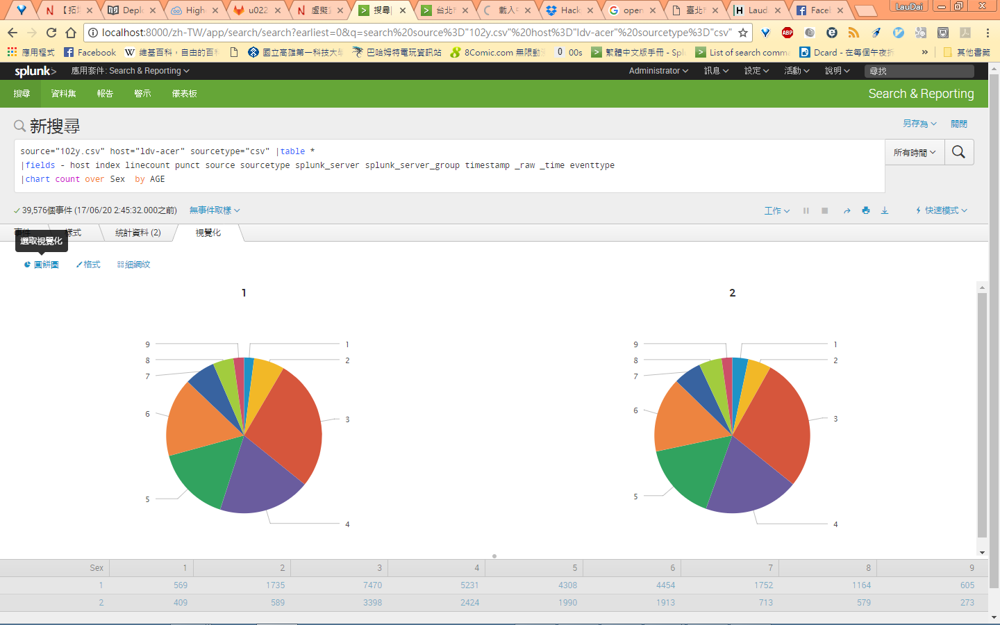 【拓 Deplo High u022 虛擬 搜尋 台北 載入中 Hack open 臺北 Laud Faceb LauDai
localhost:8000/zh-TW/app/search/search?earliest=0&q=search%20source%3D"102y.csv"%20host%3D"ldv-acer"%20sourcetype%3D"csv"
應用程式 Facebook 維基百科，自由的百科 國立高雄第一科技大學 巴哈姆特電玩資訊站 8Comic.com 無限動 00s 繁體中文版手冊 - Spl List of search comma Dcard - 在每個午夜 » 其他書籤
splunk> 應用套件: Search & Reporting Administrator 訊息 設定 活動 說明 尋找
搜尋 資料集 報告 警示 儀表板 Search & Reporting
新搜尋 另存為 關閉
source="102y.csv" host="ldv-acer" sourcetype="csv" |table *
|fields - host index linecount punct source sourcetype splunk_server splunk_server_group timestamp _raw _time eventtype
|chart count over Sex by AGE
所有時間
39,576個事件 (17/06/20 2:45:32.000之前) 無事件取樣 工作 快速模式
事件 樣式 統計資料 (2) 視覺化
選取視覺化
圓餅圖 格式 細網紋
1 2
9 1 9 1
8 2 8 2
7 7
6 3 6 3
5 5
4 4
Sex 1 2 3 4 5 6 7 8 9
1 569 1735 7470 5231 4308 4454 1752 1164 605
2 409 589 3398 2424 1990 1913 713 579 273